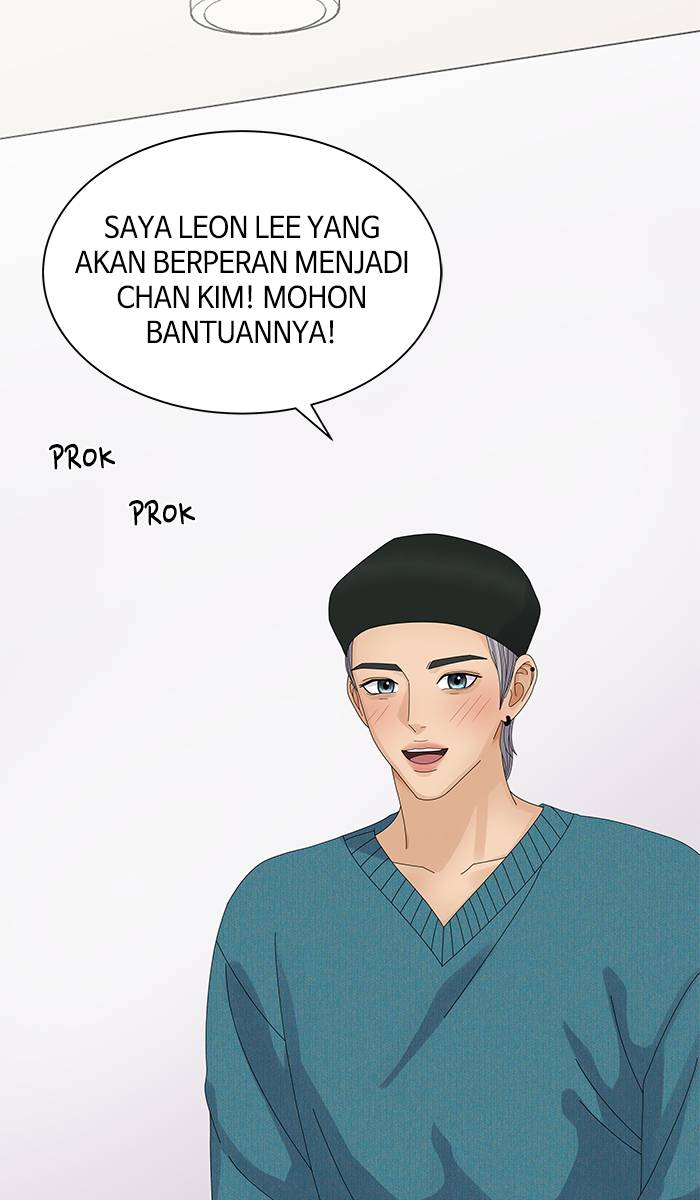 SAYA LEON LEE YANG
AKAN BERPERAN MENJADI
CHAN KIM! MOHON
BANTUANNYA!
PROK
PROK